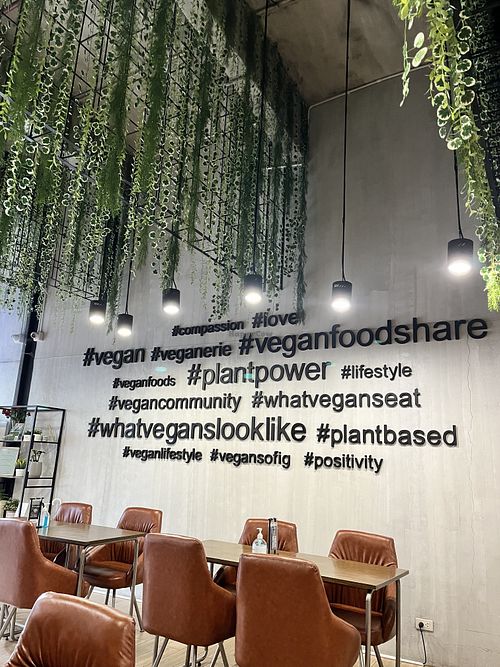 #compassion #love
#vegan #veganerie #veganfoodshare
#veganfoods #plantpower #lifestyle
#vegancommunity #whatveganseat
#whatveganslooklike #plantbased
#veganlifestyle #vegansofig #positivity